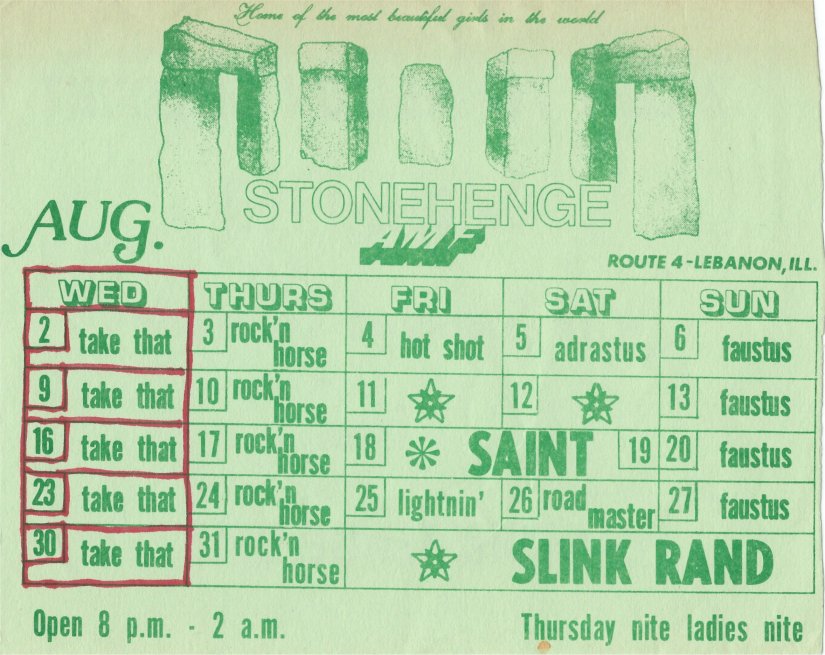 Home of the most beautiful girls in the world
STONEHENGE
AMF
AUG.
ROUTE 4-LEBANON, ILL.
WED THURS FRI SAT SUN
2 take that 3 rock'n horse 4 hot shot 5 adrastus 6 faustus
9 take that 10 rock'n horse 11 12 13 faustus
16 take that 17 rock'n horse 18 SAINT 19 20 faustus
23 take that 24 rock'n horse 25 lightnin' 26 road master 27 faustus
30 take that 31 rock'n horse SLINK RAND
Open 8 p.m. - 2 a.m. Thursday nite ladies nite